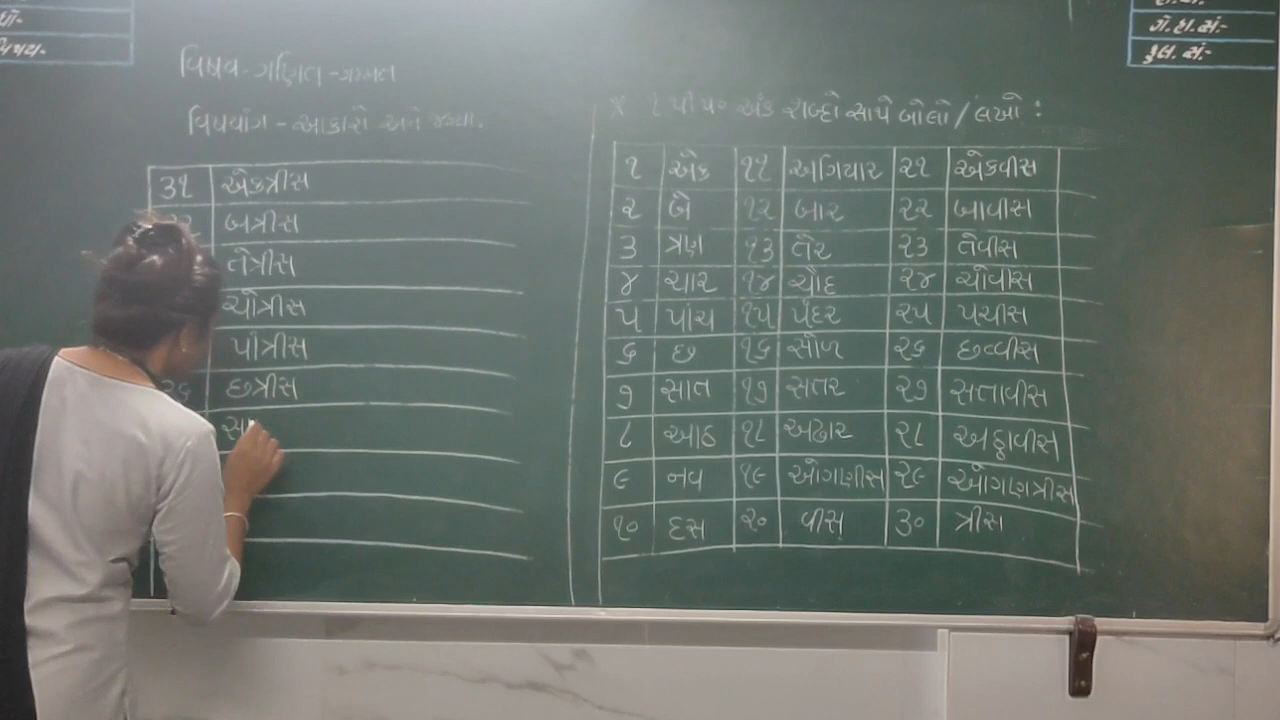 વિષય-
ગે.હા.સં.-
કુલ.સં.-
વિષય-ગણિત-ગમ્મત
વિષયાંગ-આકારો અને જગ્યા.
૩૧ એકત્રીસ
બત્રીસ
તેત્રીસ
ચોત્રીસ
પાંત્રીસ
છત્રીસ
* ૧ થી ૫૦ અંક શબ્દો સાથે બોલો/લખો:
૧ એક ૧૧ અગિયાર ૨૧ એકવીસ
૨ બે ૧૨ બાર ૨૨ બાવીસ
૩ ત્રણ ૧૩ તેર ૨૩ તેવીસ
૪ ચાર ૧૪ ચૌદ ૨૪ ચોવીસ
૫ પાંચ ૧૫ પંદર ૨૫ પચીસ
૬ છ ૧૬ સોળ ૨૬ છવ્વીસ
૭ સાત ૧૭ સતર ૨૭ સત્તાવીસ
૮ આઠ ૧૮ અઢાર ૨૮ અઠ્ઠાવીસ
૯ નવ ૧૯ ઓગણીસ ૨૯ ઓગણત્રીસ
૧૦ દસ ૨૦ વીસ ૩૦ ત્રીસ